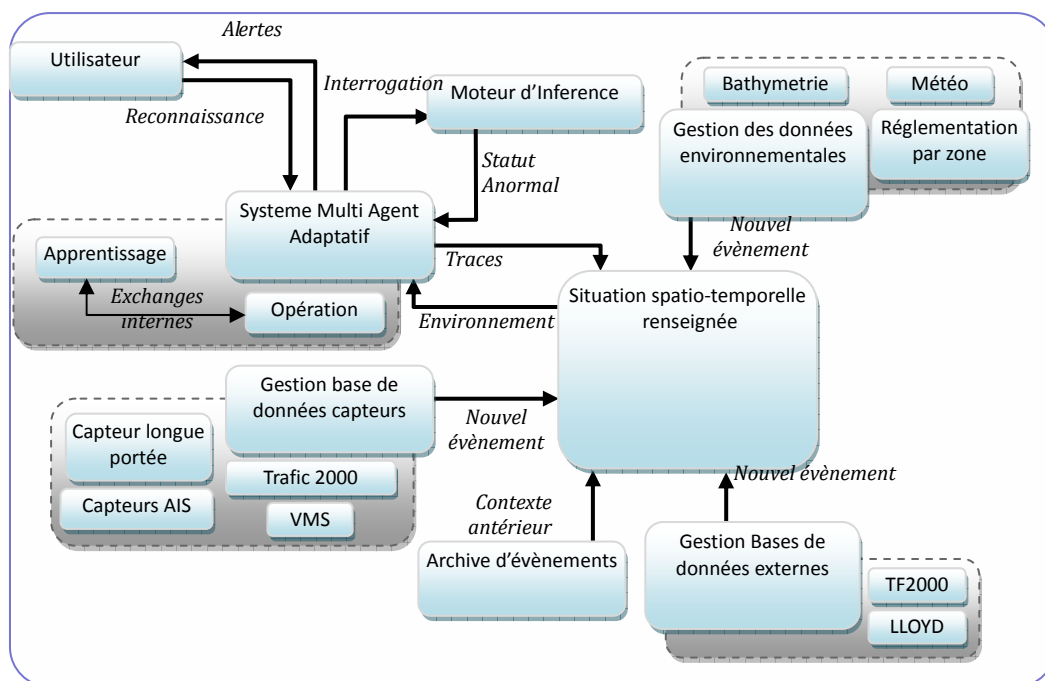 Alertes
Utilisateur
Interrogation
Reconnaissance
Moteur d'Inference
Statut
Anormal
Bathymetrie
Météo
Gestion des données
environnementales
Réglementation
par zone
Systeme Multi Agent
Adaptatif
Nouvel
évènement
Apprentissage
Traces
Exchanges
internes
Opération
Environnement
Situation spatio-temporelle
renseignée
Gestion base de
données capteurs
Nouvel
évènement
Capteur longue
portée
Trafic 2000
Capteurs AIS
VMS
Nouvel évènement
Contexte
antérieur
Archive d'évènements
Gestion Bases de
données externes
TF2000
LLOYD